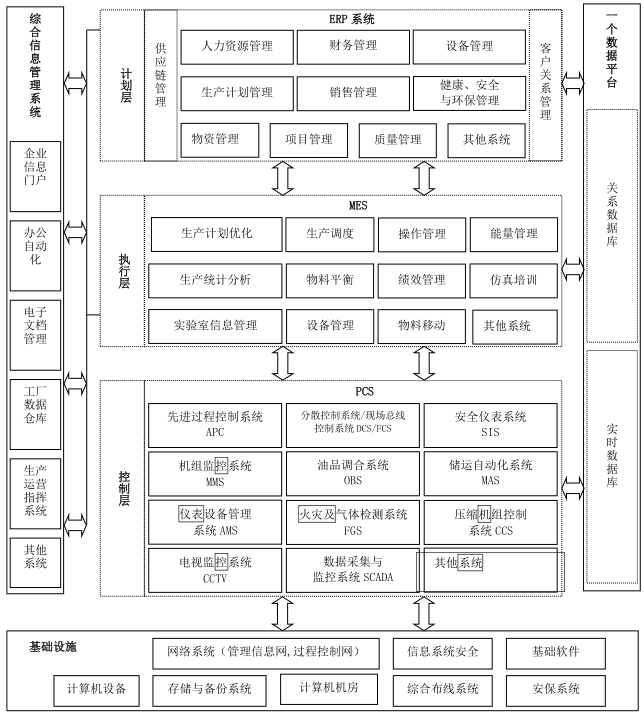 综合信息管理系统
企业
信息
门户
办公
自动
化
电子
文档
管理
工厂
数据
仓库
生产
运营
指挥
系统
其他
系统
计划层
ERP 系统
供应链管理
人力资源管理
财务管理
设备管理
生产计划管理
销售管理
健康、安全
与环保管理
物资管理
项目管理
质量管理
其他系统
客户关系管理
执行层
MES
生产计划优化
生产调度
操作管理
能量管理
生产统计分析
物料平衡
绩效管理
仿真培训
实验室信息管理
设备管理
物料移动
其他系统
控制层
PCS
先进过程控制系统
APC
分散控制系统/现场总线
控制系统 DCS/FCS
安全仪表系统
SIS
机组监控系统
MMS
油品调合系统
OBS
储运自动化系统
MAS
仪表设备管理
系统 AMS
火灾及气体检测系统
FGS
压缩机组控制
系统 CCS
电视监控系统
CCTV
数据采集与
监控系统 SCADA
其他系统
一个数据平台
关系数据库
实时数据库
基础设施
网络系统（管理信息网,过程控制网）
信息系统安全
基础软件
计算机设备
存储与备份系统
计算机机房
综合布线系统
安保系统